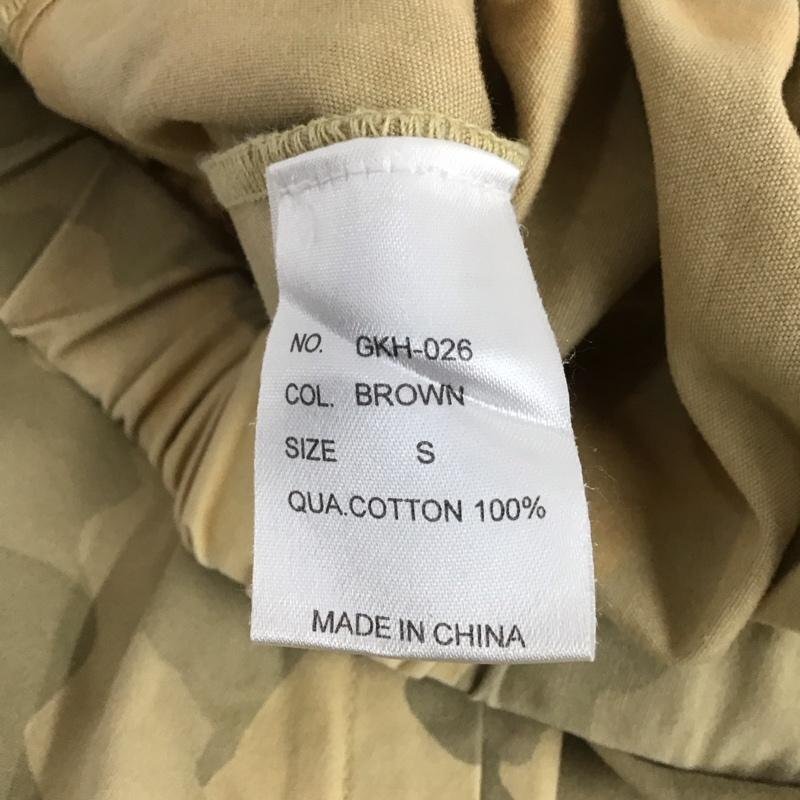 NO. GKH-026
COL. BROWN
SIZE S
QUA.COTTON 100%
MADE IN CHINA